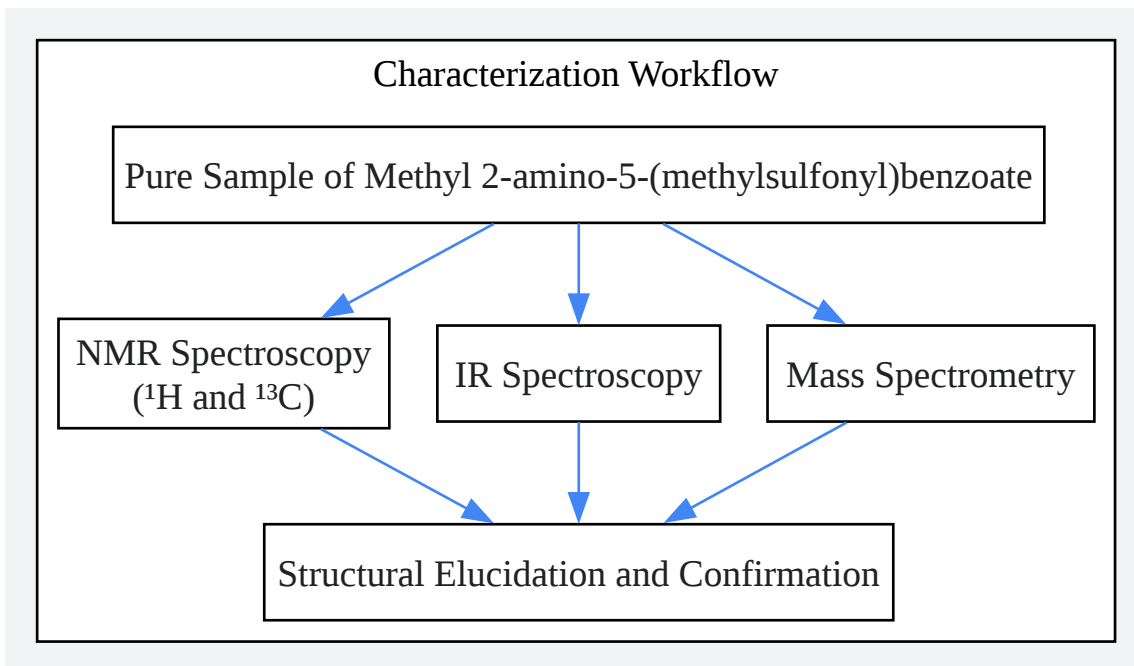 Characterization Workflow
Pure Sample of Methyl 2-amino-5-(methylsulfonyl)benzoate
NMR Spectroscopy
(¹H and ¹³C)
IR Spectroscopy
Mass Spectrometry
Structural Elucidation and Confirmation